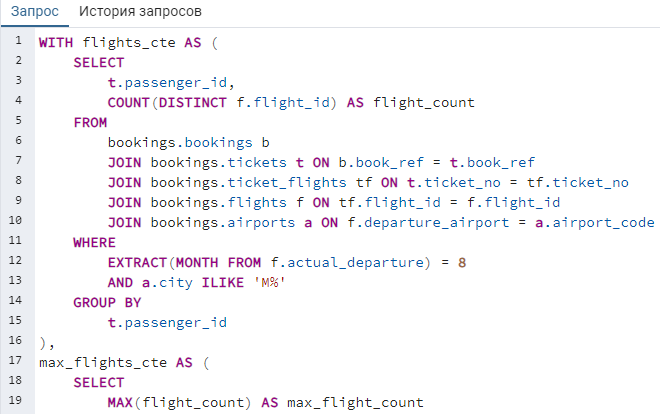 Запрос История запросов
1 WITH flights_cte AS (
2 SELECT
3 t.passenger_id,
4 COUNT(DISTINCT f.flight_id) AS flight_count
5 FROM
6 bookings.bookings b
7 JOIN bookings.tickets t ON b.book_ref = t.book_ref
8 JOIN bookings.ticket_flights tf ON t.ticket_no = tf.ticket_no
9 JOIN bookings.flights f ON tf.flight_id = f.flight_id
10 JOIN bookings.airports a ON f.departure_airport = a.airport_code
11 WHERE
12 EXTRACT(MONTH FROM f.actual_departure) = 8
13 AND a.city ILIKE 'M%'
14 GROUP BY
15 t.passenger_id
16 ),
17 max_flights_cte AS (
18 SELECT
19 MAX(flight_count) AS max_flight_count